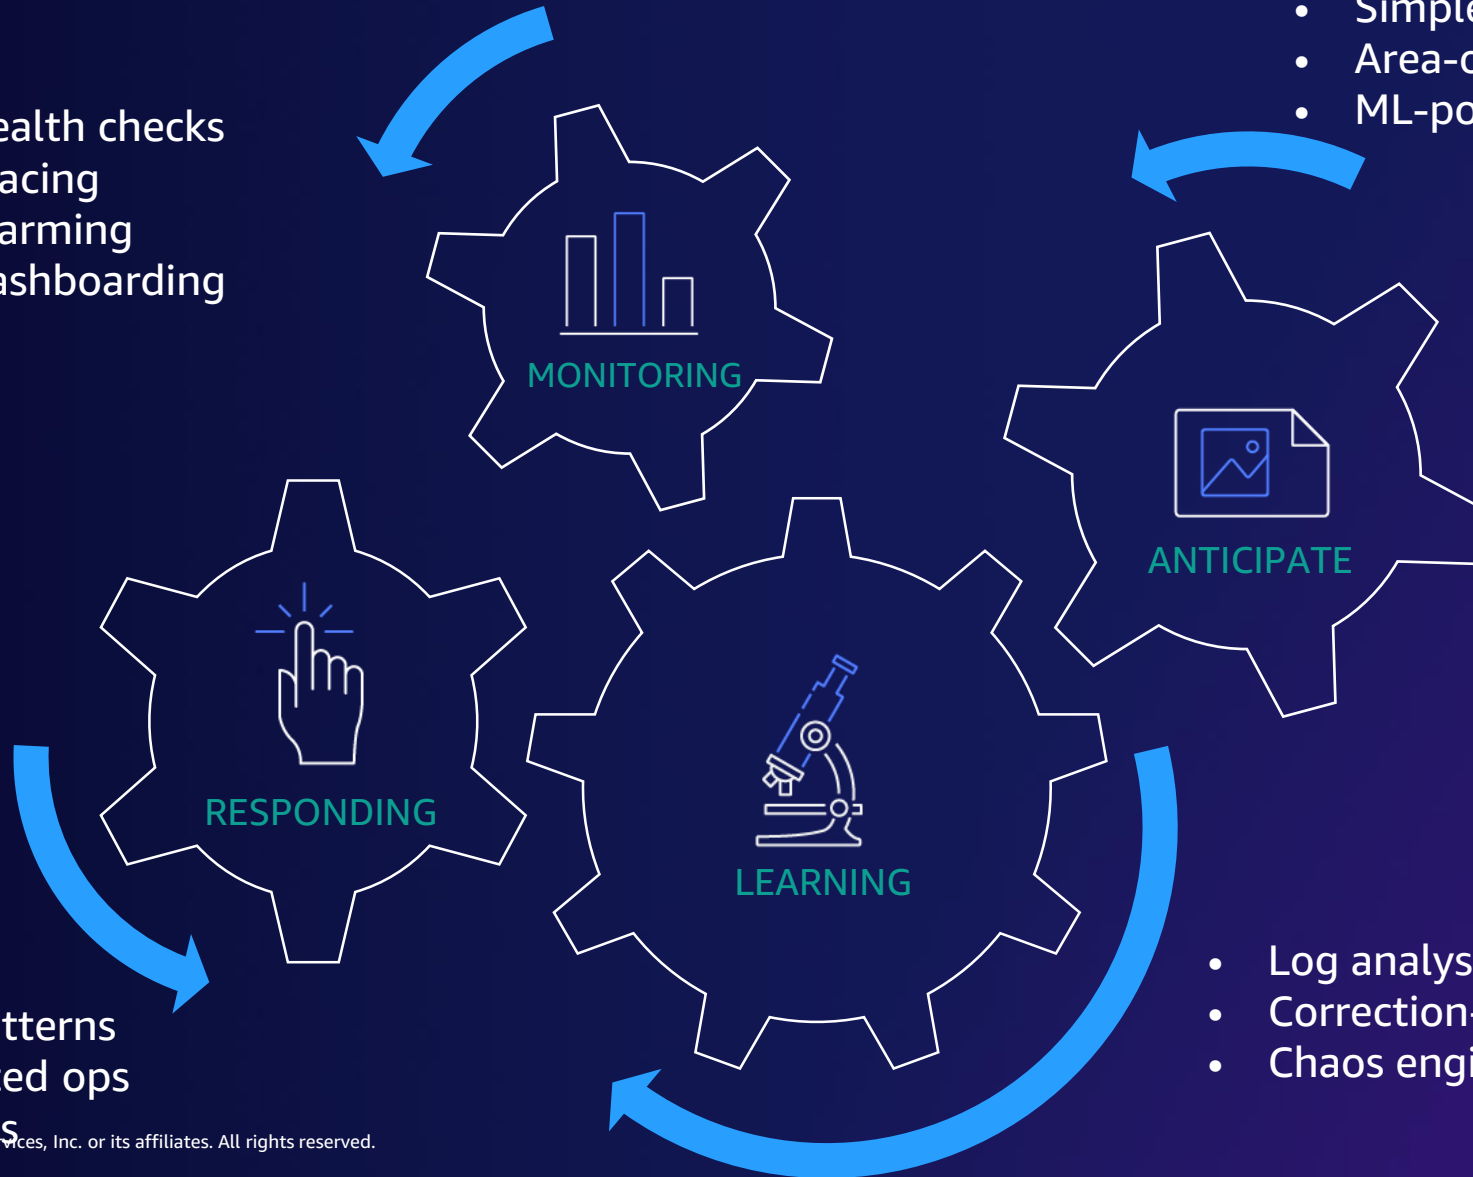 • Simple
• Area-o
• ML-po
ealth checks
acing
arming
ashboarding
MONITORING
ANTICIPATE
RESPONDING
LEARNING
• Log analys
• Correction-
• Chaos engi
tterns
ted ops
s
vices, Inc. or its affiliates. All rights reserved.